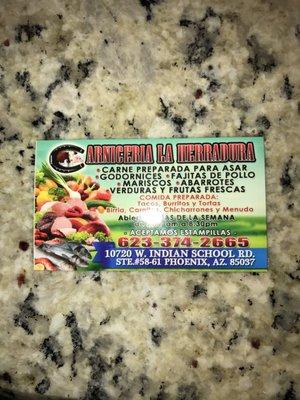 CARNICERIA LA HERRADURA
• CARNE PREPARADA PARA ASAR
• GODORNICES • FAJITAS DE POLLO
• MARISCOS • ABARROTES
• VERDURAS Y FRUTAS FRESCAS
COMIDA PREPARADA:
Tacos, Burritos y Tortas
Birria, Chicharrones y Menudo
DE LA SEMANA
8:30pm
¡ACEPTAMOS ESTAMPILLAS
623-374-2665
10720 W. INDIAN SCHOOL RD.
STE.#58-61 PHOENIX, AZ. 85037